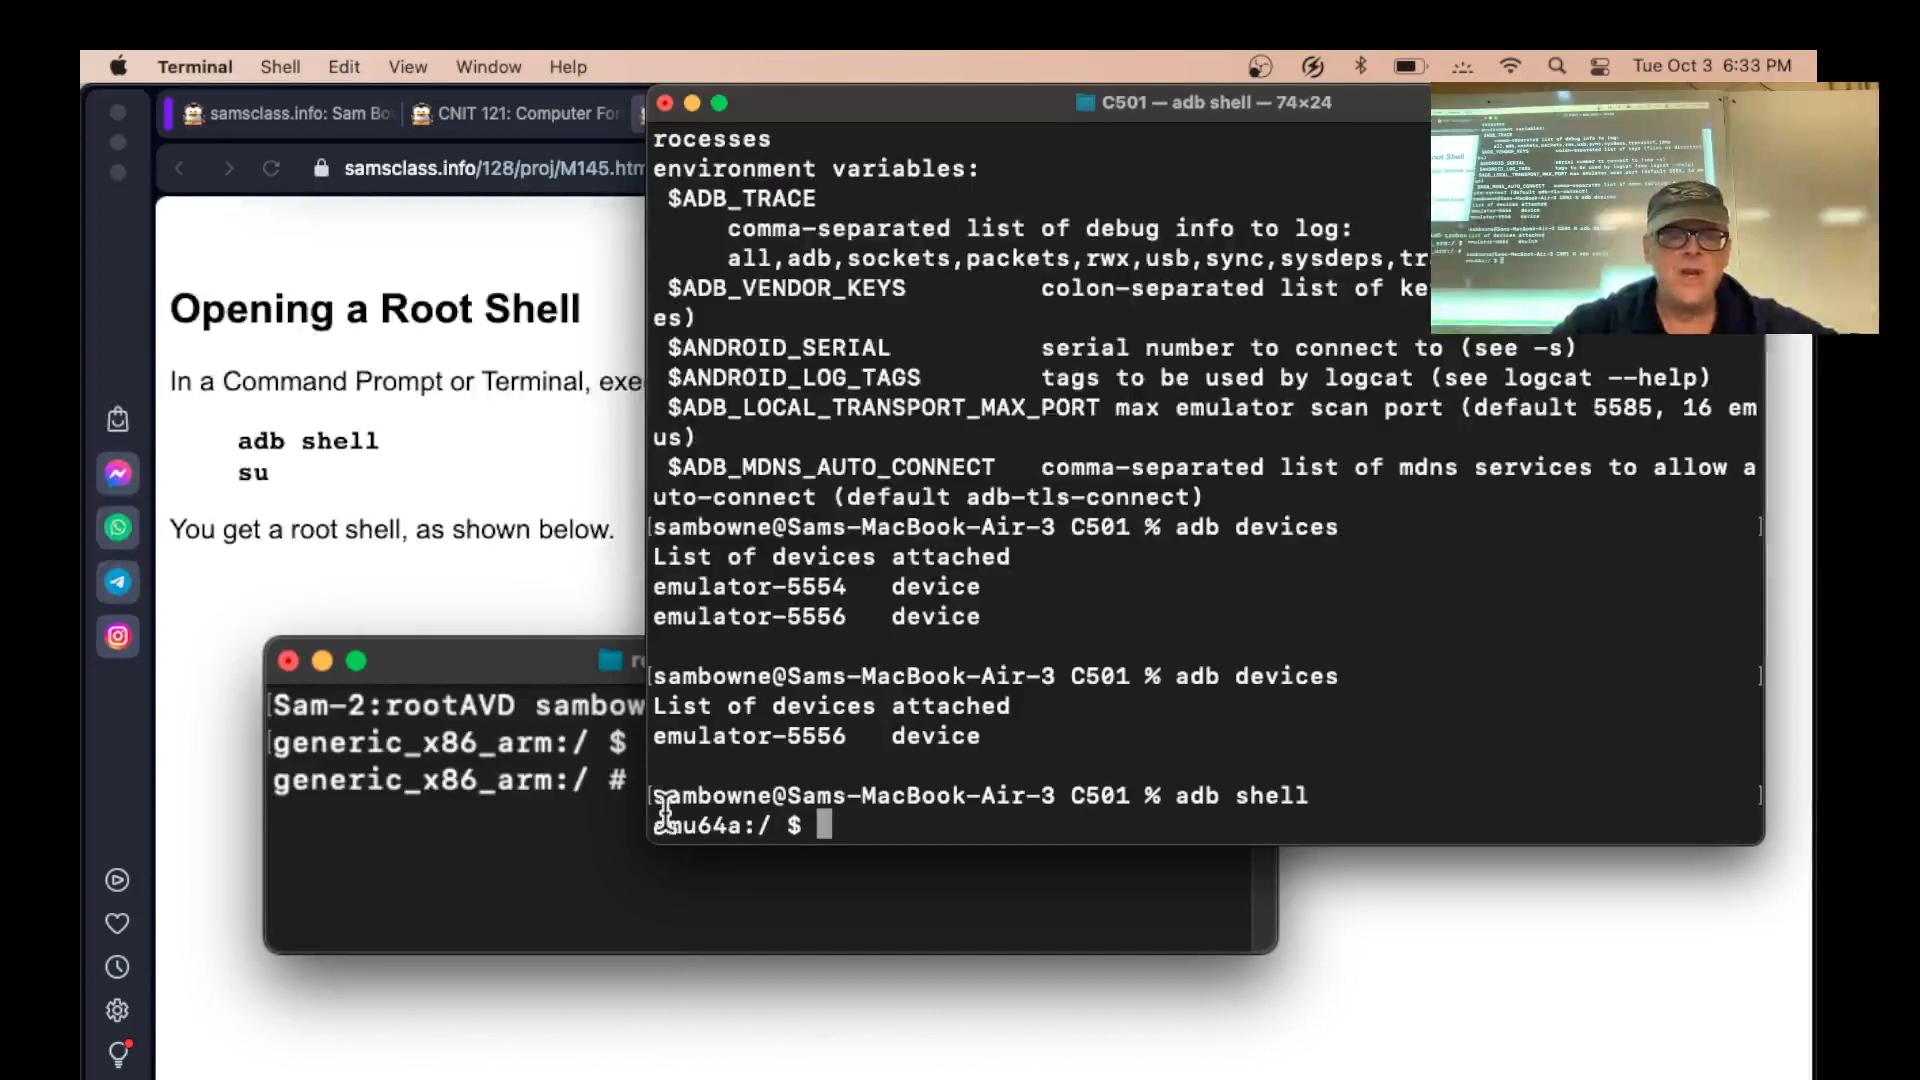 Terminal Shell Edit View Window Help Tue Oct 3 6:33 PM
samsclass.info: Sam Bo CNIT 121: Computer For
samsclass.info/128/proj/M145.htm
Opening a Root Shell
In a Command Prompt or Terminal, exe
adb shell
su
You get a root shell, as shown below.
Sam-2:rootAVD sambow
generic_x86_arm:/ $
generic_x86_arm:/ #
C501 — adb shell — 74×24
rocesses
environment variables:
$ADB_TRACE
comma-separated list of debug info to log:
all,adb,sockets,packets,rwx,usb,sync,sysdeps,tr
$ADB_VENDOR_KEYS colon-separated list of ke
es)
$ANDROID_SERIAL serial number to connect to (see -s)
$ANDROID_LOG_TAGS tags to be used by logcat (see logcat --help)
$ADB_LOCAL_TRANSPORT_MAX_PORT max emulator scan port (default 5585, 16 em
us)
$ADB_MDNS_AUTO_CONNECT comma-separated list of mdns services to allow a
uto-connect (default adb-tls-connect)
[sambowne@Sams-MacBook-Air-3 C501 % adb devices ]
List of devices attached
emulator-5554 device
emulator-5556 device
[sambowne@Sams-MacBook-Air-3 C501 % adb devices ]
List of devices attached
emulator-5556 device
[sambowne@Sams-MacBook-Air-3 C501 % adb shell ]
emu64a:/ $